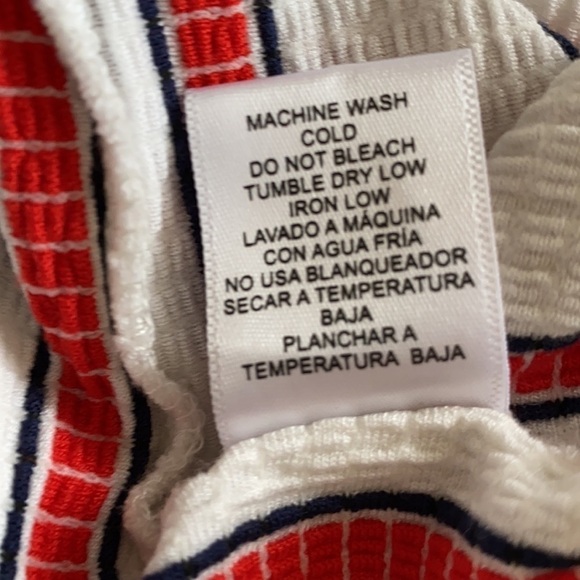 MACHINE WASH
COLD
DO NOT BLEACH
TUMBLE DRY LOW
IRON LOW
LAVADO A MÁQUINA
CON AGUA FRÍA
NO USA BLANQUEADOR
SECAR A TEMPERATURA
BAJA
PLANCHAR A
TEMPERATURA BAJA